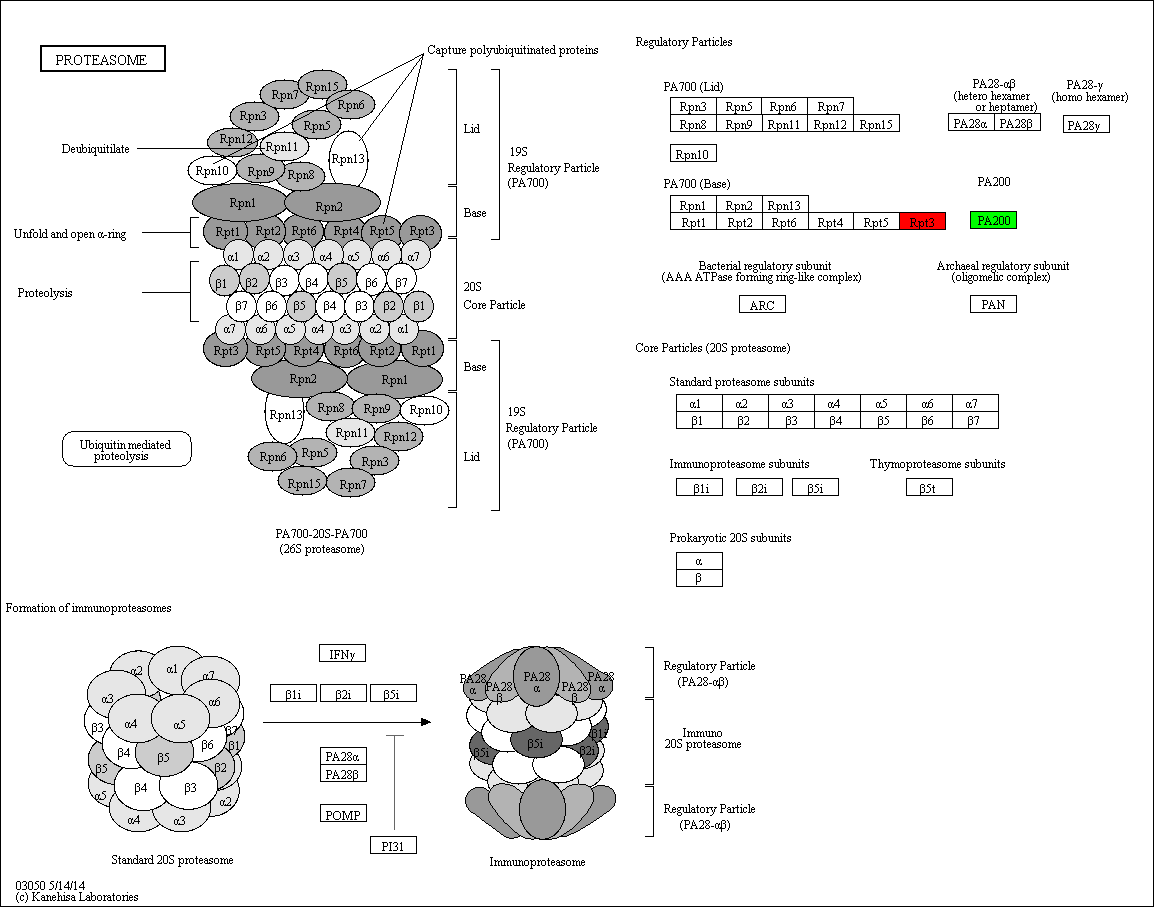 PROTEASOME
Capture polyubiquitinated proteins
Rpn15
Rpn7
Rpn6
Rpn3
Rpn5
Rpn12
Rpn11
Rpn13
Rpn10
Rpn9
Rpn8
Deubiquitilate
Lid
19S
Regulatory Particle
(PA700)
Rpn1
Rpn2
Base
Rpt1
Rpt2
Rpt6
Rpt4
Rpt5
Rpt3
Unfold and open α-ring
α1
α2
α3
α4
α5
α6
α7
β1
β2
β3
β4
β5
β6
β7
Proteolysis
20S
Core Particle
β7
β6
β5
β4
β3
β2
β1
α7
α6
α5
α4
α3
α2
α1
Rpt3
Rpt5
Rpt4
Rpt6
Rpt2
Rpt1
Base
Rpn2
Rpn1
Rpn13
Rpn8
Rpn9
Rpn10
19S
Regulatory Particle
(PA700)
Rpn11
Rpn12
Rpn6
Rpn5
Rpn3
Lid
Rpn15
Rpn7
Ubiquitin mediated
proteolysis
PA700-20S-PA700
(26S proteasome)
Regulatory Particles
PA700 (Lid)
Rpn3 Rpn5 Rpn6 Rpn7
Rpn8 Rpn9 Rpn11 Rpn12 Rpn15
Rpn10
PA28-αβ
(hetero hexamer
or heptamer)
PA28α PA28β
PA28-γ
(homo hexamer)
PA28γ
PA700 (Base)
Rpn1 Rpn2 Rpn13
Rpt1 Rpt2 Rpt6 Rpt4 Rpt5 Rpt3
PA200
PA200
Bacterial regulatory subunit
(AAA ATPase forming ring-like complex)
ARC
Archaeal regulatory subunit
(oligomelic complex)
PAN
Core Particles (20S proteasome)
Standard proteasome subunits
α1 α2 α3 α4 α5 α6 α7
β1 β2 β3 β4 β5 β6 β7
Immunoproteasome subunits
β1i β2i β5i
Thymoproteasome subunits
β5t
Prokaryotic 20S subunits
α
β
Formation of immunoproteasomes
α2
α1
α7
α3
α6
α4
α5
β3
β7
β4
β6
β1
β5
β5
β2
β4
β3
α5
α2
α4
α3
Standard 20S proteasome
IFNγ
β1i β2i β5i
PA28α
PA28β
POMP
PI31
PA28
α
PA28
β
PA28
α
PA28
β
PA28
α
β1i
β5i
β5i
β2i
Immunoproteasome
Regulatory Particle
(PA28-αβ)
Immuno
20S proteasome
Regulatory Particle
(PA28-αβ)
03050 5/14/14
(c) Kanehisa Laboratories